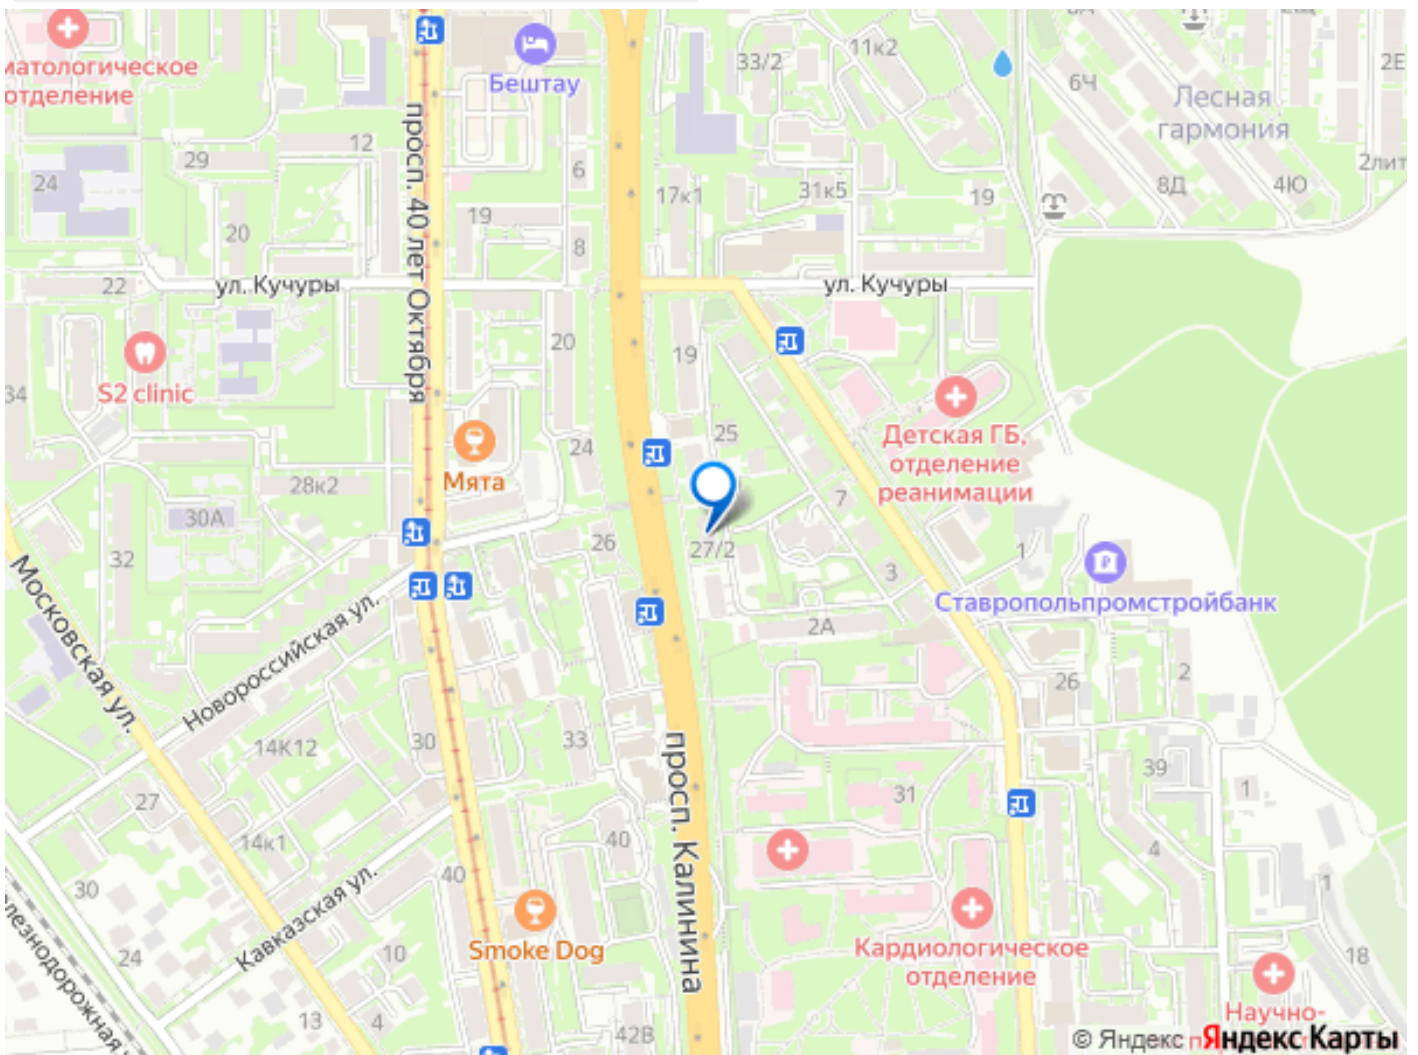 матологическое
отделение
Бештау
33/2
11к2
6Ч
2Е
Лесная
гармония
2лит
8Д
4Ю
просп. 40 лет Октября
12
29
24
6
17к1
31к5
19
19
20
8
22
ул. Кучуры
ул. Кучуры
20
19
34
S2 clinic
Мята
24
25
Детская ГБ,
отделение
реанимации
28к2
30А
7
32
26
27/2
1
3
Ставропольпромстройбанк
Московская ул.
Новороссийская ул.
2А
2
26
14К12
30
33
просп. Калинина
39
27
31
1
14к1
40
4
30
Кавказская ул.
40
1
Smoke Dog
Кардиологическое
отделение
24
10
18
лезнодорожная
13
4
42В
Научно-
© Яндекс
Яндекс Карты